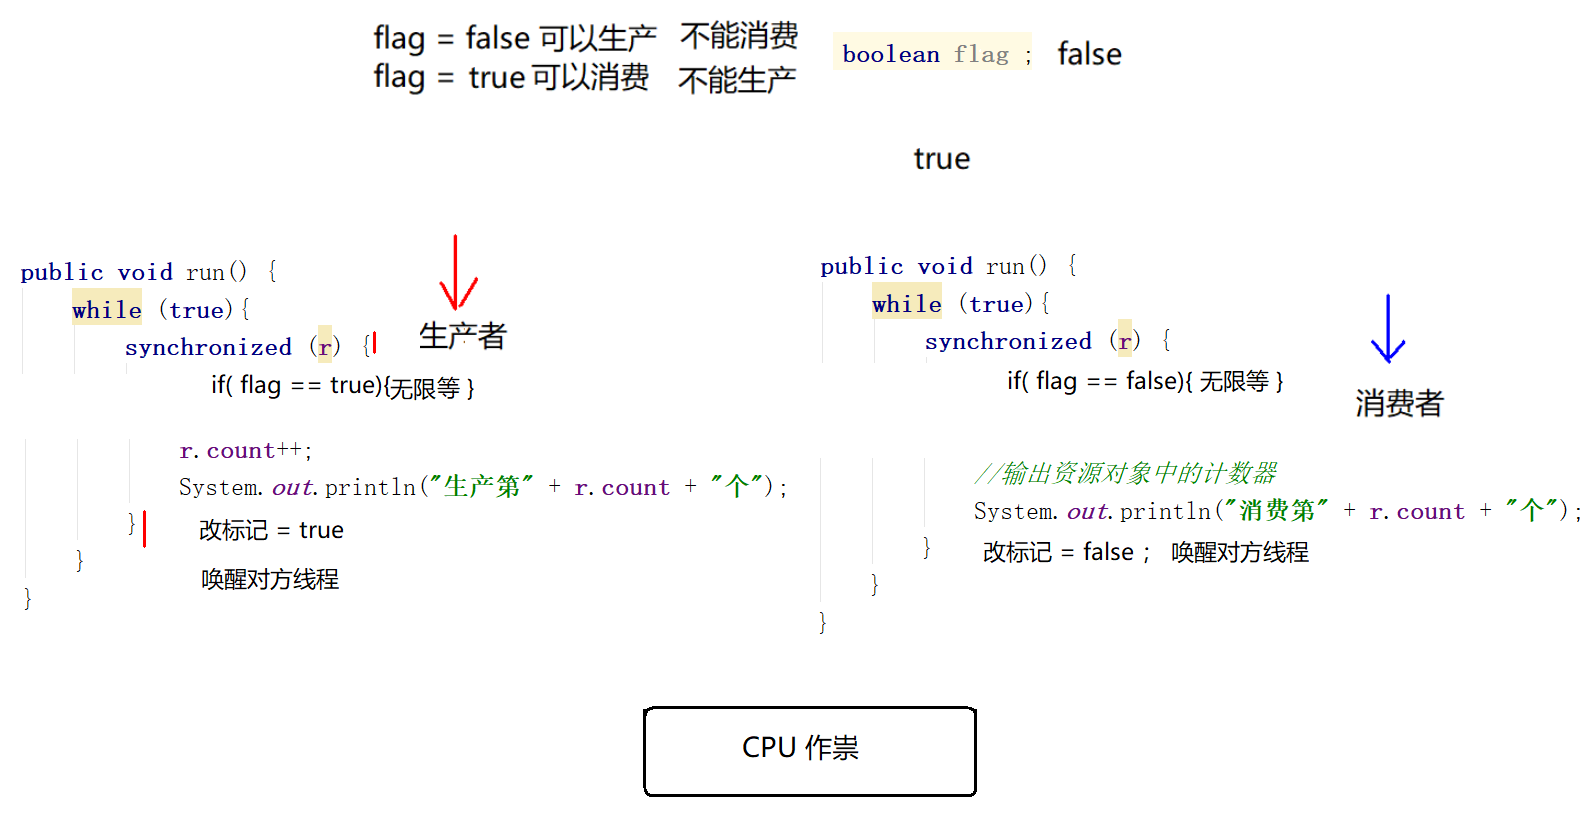 flag = false 可以生产 不能消费
flag = true 可以消费 不能生产
boolean flag ; false
true
public void run() {
while (true){
synchronized (r) {
生产者
if( flag == true){无限等 }
r.count++;
System.out.println("生产第" + r.count + "个");
} 改标记 = true
}
唤醒对方线程
}
public void run() {
while (true){
synchronized (r) {
if( flag == false){ 无限等 }
消费者
//输出资源对象中的计数器
System.out.println("消费第" + r.count + "个");
} 改标记 = false ; 唤醒对方线程
}
}
CPU 作祟